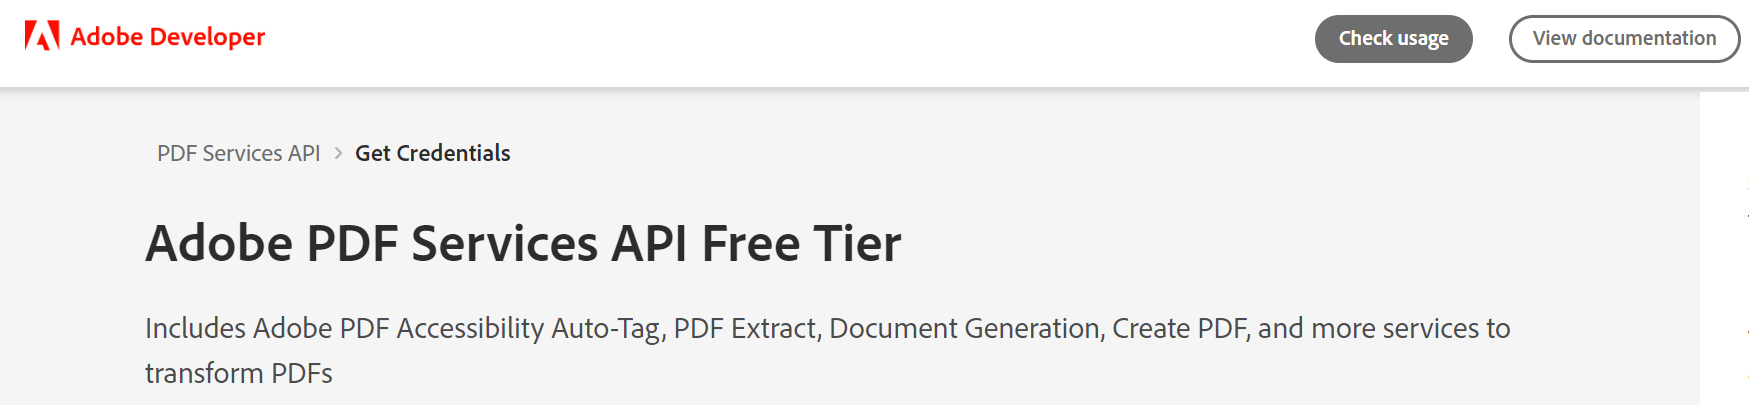 Adobe Developer
Check usage
View documentation
PDF Services API > Get Credentials
Adobe PDF Services API Free Tier
Includes Adobe PDF Accessibility Auto-Tag, PDF Extract, Document Generation, Create PDF, and more services to
transform PDFs